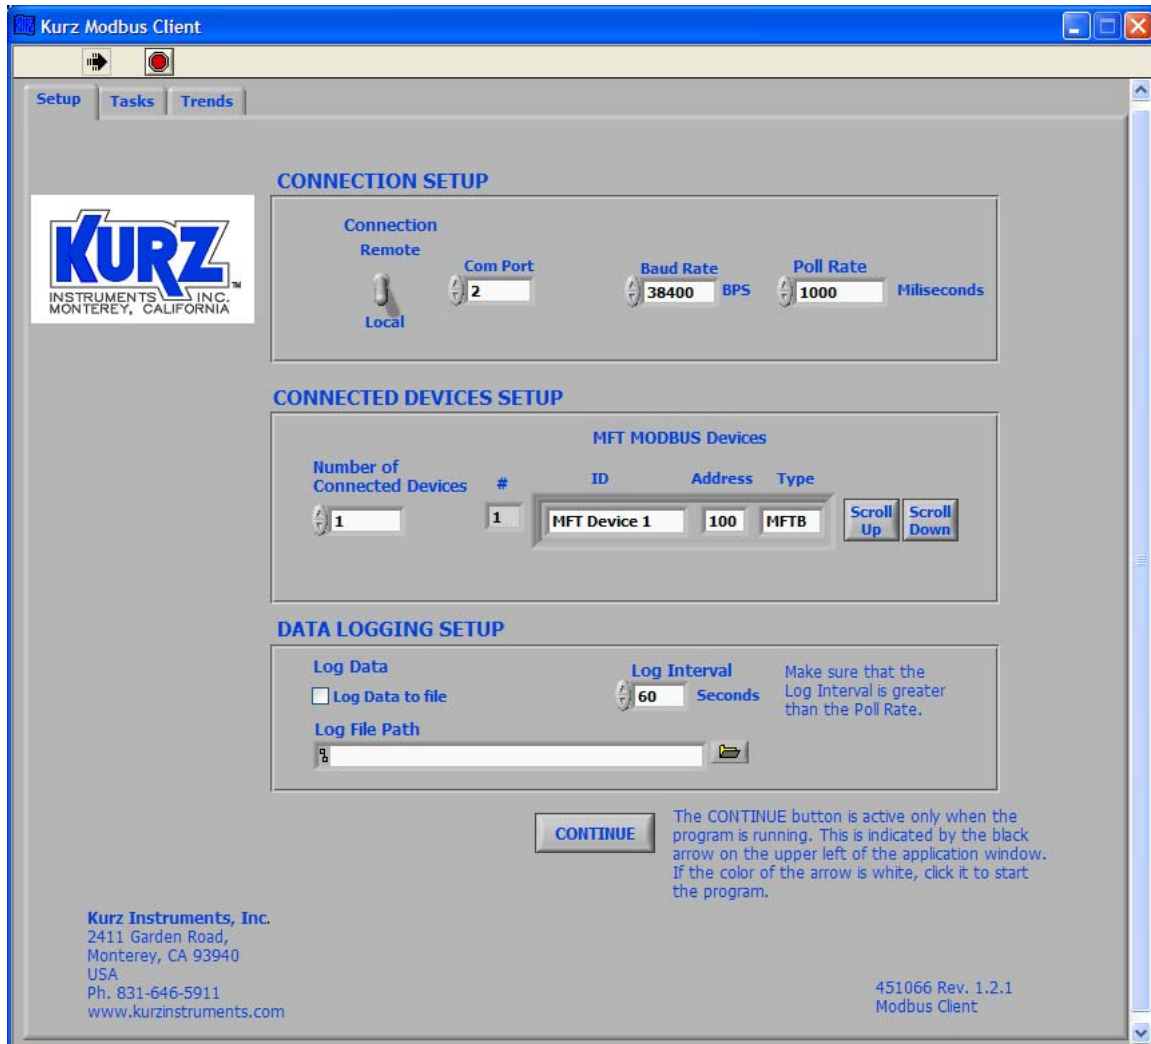 Kurz Modbus Client
Setup
Tasks
Trends
CONNECTION SETUP
KURZ™
INSTRUMENTS INC.
MONTEREY, CALIFORNIA
Connection
Remote
Local
Com Port
2
Baud Rate
38400 BPS
Poll Rate
1000 Miliseconds
CONNECTED DEVICES SETUP
MFT MODBUS Devices
Number of
Connected Devices
1
#
1
ID
MFT Device 1
Address
100
Type
MFTB
Scroll
Up
Scroll
Down
DATA LOGGING SETUP
Log Data
Log Data to file
Log Interval
60 Seconds
Make sure that the
Log Interval is greater
than the Poll Rate.
Log File Path
CONTINUE
The CONTINUE button is active only when the
program is running. This is indicated by the black
arrow on the upper left of the application window.
If the color of the arrow is white, click it to start
the program.
Kurz Instruments, Inc.
2411 Garden Road,
Monterey, CA 93940
USA
Ph. 831-646-5911
www.kurzinstruments.com
451066 Rev. 1.2.1
Modbus Client